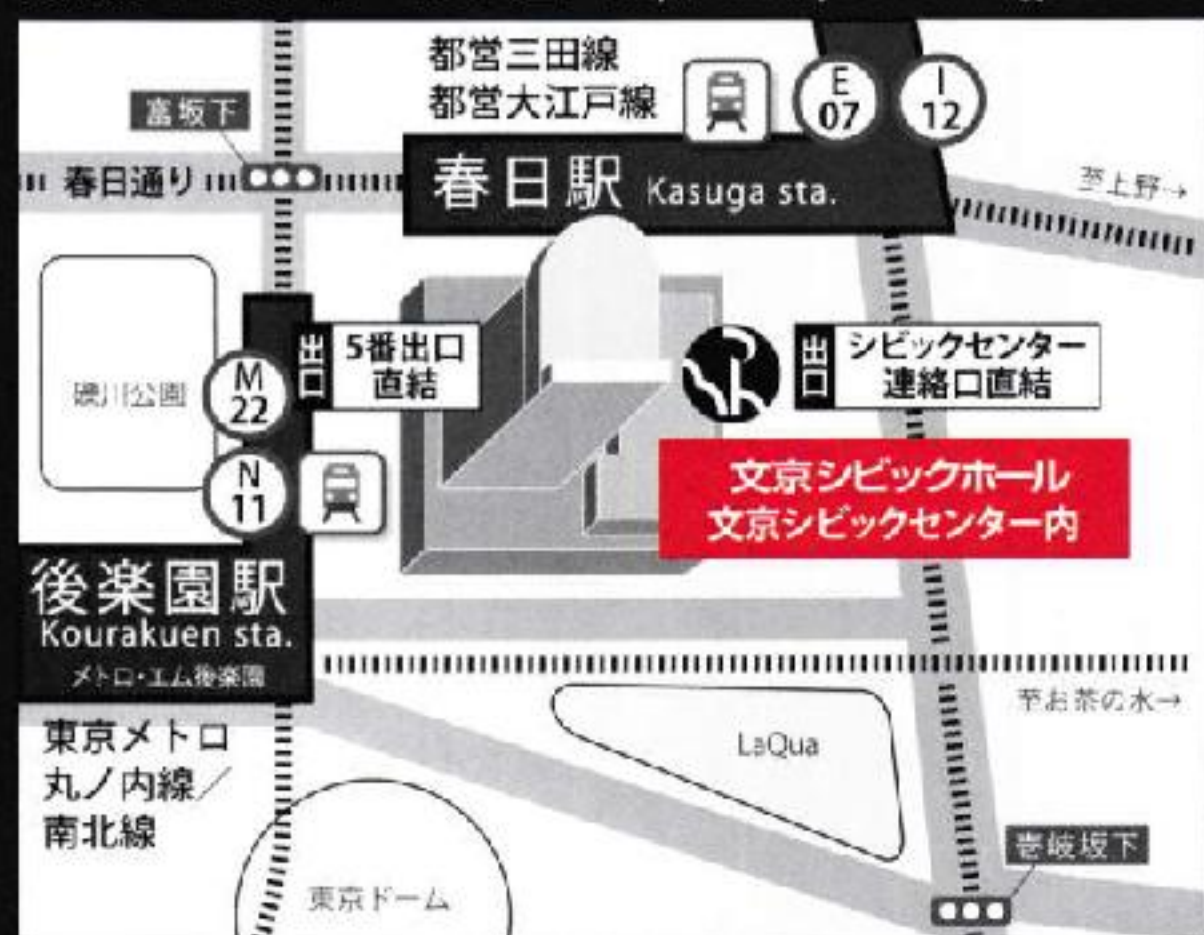 都営三田線
都営大江戸線
E
07
I
12
富坂下
春日通り
春日駅 Kasuga sta.
至上野→
出口
5番出口
直結
出口
シビックセンター
連絡口直結
礫川公園
M
22
N
11
文京シビックホール
文京シビックセンター内
後楽園駅
Kourakuen sta.
メトロ・エム後楽園
至お茶の水→
東京メトロ
丸ノ内線／
南北線
LaQua
壱岐坂下
東京ドーム